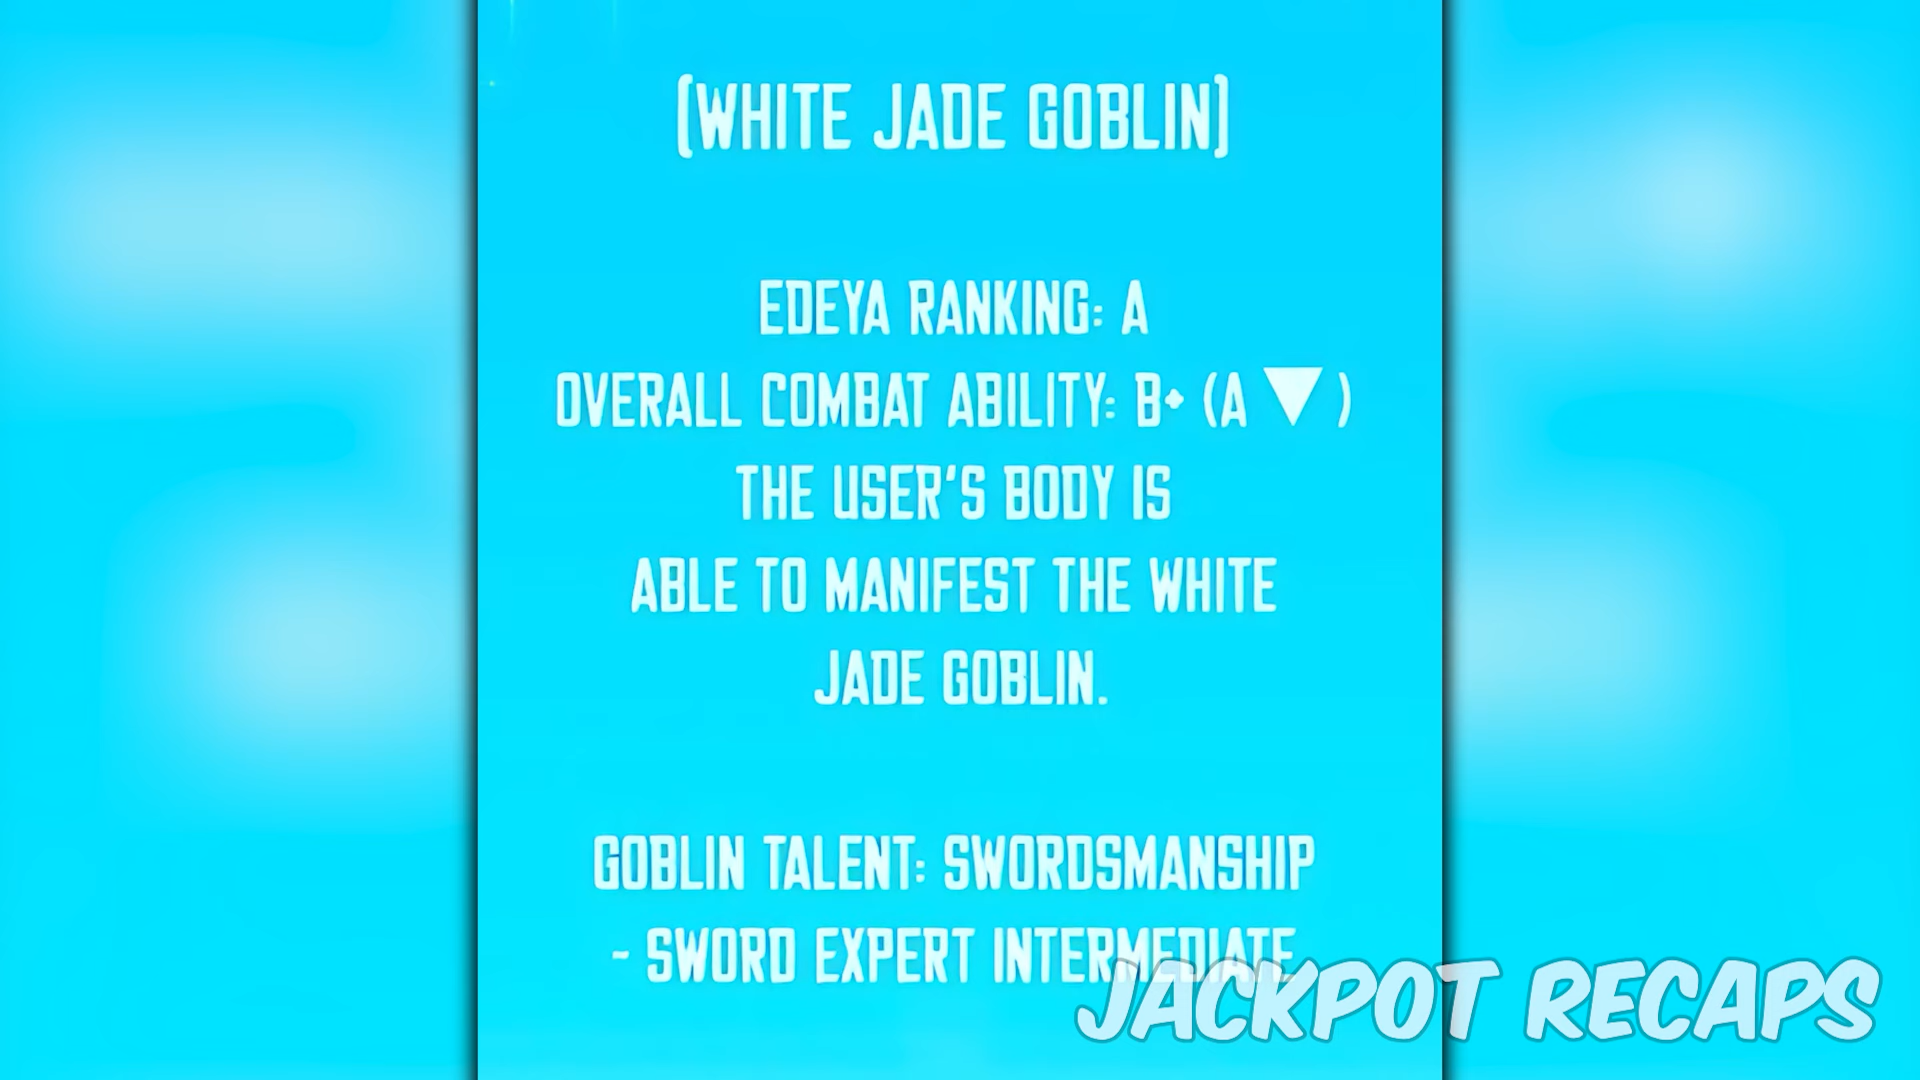 [WHITE JADE GOBLIN]
EDEYA RANKING: A
OVERALL COMBAT ABILITY: B+ (A ▼)
THE USER'S BODY IS
ABLE TO MANIFEST THE WHITE
JADE GOBLIN.
GOBLIN TALENT: SWORDSMANSHIP
- SWORD EXPERT INTERMEDIATE
JACKPOT RECAPS